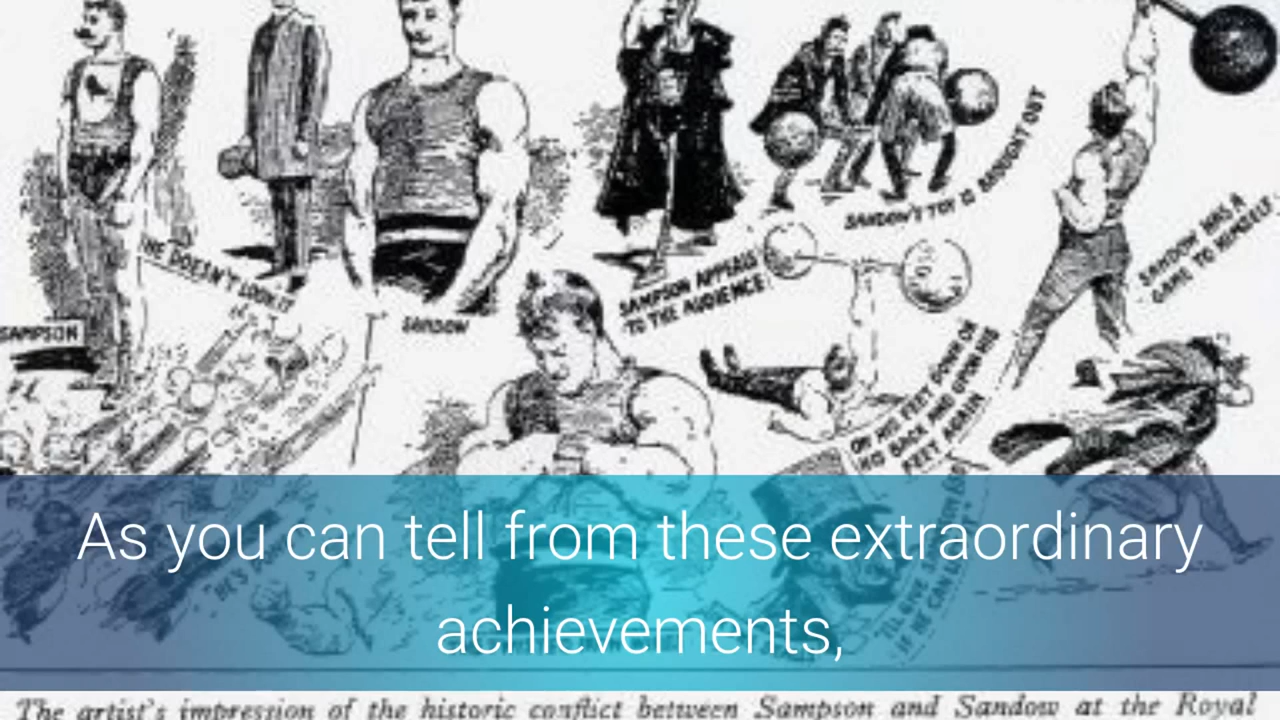 HE DOESN'T LOOK IT
SAMPSON
SANDOW
SAMPSON APPEALS
TO THE AUDIENCE
SANDOW'S TOY IS BROUGHT OUT
SANDOW HAS A
GAME TO HIMSELF
ON HIS FEET DOWN ON
HIS BACK AND UPON HIS
FEET AGAIN
As you can tell from these extraordinary
achievements,
The artist's impression of the historic conflict between Sampson and Sandow at the Royal